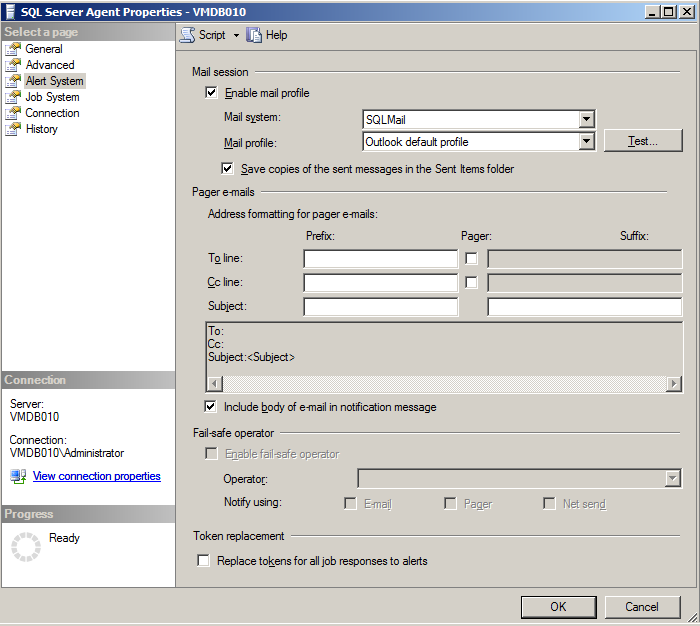 SQL Server Agent Properties - VMDB010
Select a page
General
Advanced
Alert System
Job System
Connection
History
Script
Help
Mail session
Enable mail profile
Mail system:
SQLMail
Mail profile:
Outlook default profile
Test...
Save copies of the sent messages in the Sent Items folder
Pager e-mails
Address formatting for pager e-mails:
Prefix: Pager: Suffix:
To line:
Cc line:
Subject:
To:
Cc:
Subject:<Subject>
Include body of e-mail in notification message
Fail-safe operator
Enable fail-safe operator
Operator:
Notify using: E-mail Pager Net send
Token replacement
Replace tokens for all job responses to alerts
Connection
Server:
VMDB010
Connection:
VMDB010\Administrator
View connection properties
Progress
Ready
OK Cancel